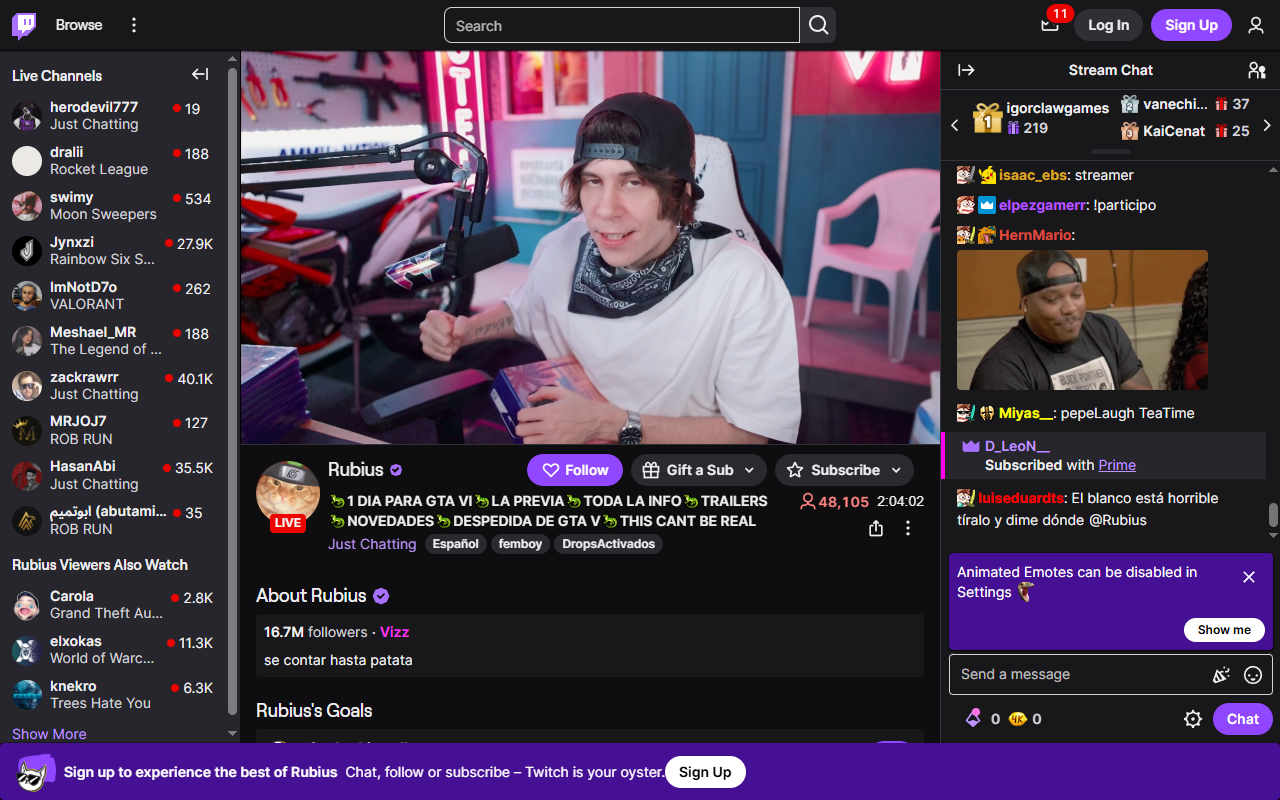 Browse
Search
11
Log In
Sign Up
Live Channels
herodevil777
19
Just Chatting
dralii
188
Rocket League
swimy
534
Moon Sweepers
Jynxzi
27.9K
Rainbow Six S...
ImNotD7o
262
VALORANT
Meshael_MR
188
The Legend of ...
zackrawrr
40.1K
Just Chatting
MRJOJ7
127
ROB RUN
HasanAbi
35.5K
Just Chatting
ابوتميم (abutami...
35
ROB RUN
Rubius Viewers Also Watch
Carola
2.8K
Grand Theft Au...
elxokas
11.3K
World of Warc...
knekro
6.3K
Trees Hate You
Show More
Rubius
Follow
Gift a Sub
Subscribe
LIVE
1 DIA PARA GTA VI LA PREVIA TODA LA INFO TRAILERS
NOVEDADES DESPEDIDA DE GTA V THIS CANT BE REAL
48,105
2:04:02
Just Chatting
Español
femboy
DropsActivados
About Rubius
16.7M followers · Vizz
se contar hasta patata
Rubius's Goals
Stream Chat
1
igorclawgames
219
2
vanechi...
37
3
KaiCenat
25
isaac_ebs: streamer
elpezgamerr: !participo
HernMario:
Miyas__: pepeLaugh TeaTime
D_LeoN__
Subscribed with Prime
luiseduardts: El blanco está horrible
tíralo y dime dónde @Rubius
Animated Emotes can be disabled in
Settings
Show me
Send a message
0
4K
0
Chat
Sign up to experience the best of Rubius Chat, follow or subscribe – Twitch is your oyster.
Sign Up